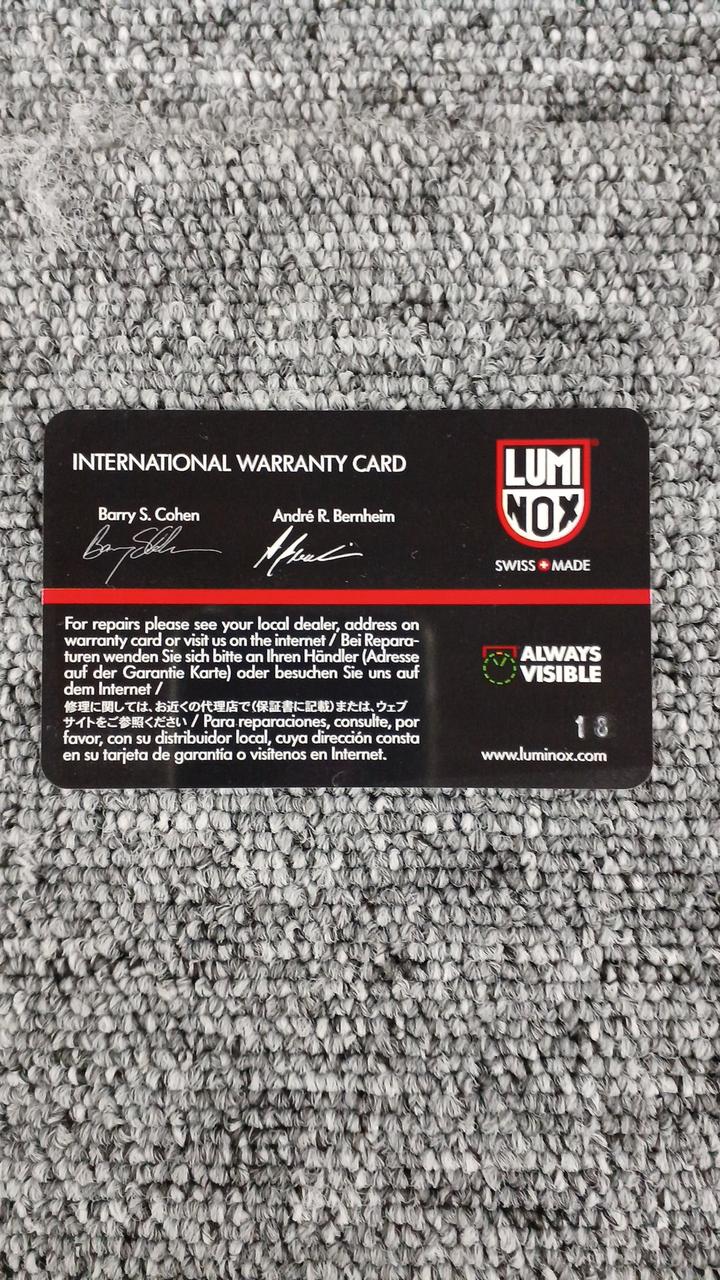 INTERNATIONAL WARRANTY CARD
Barry S. Cohen
André R. Bernheim
LUMI
NOX
SWISS MADE
For repairs please see your local dealer, address on
warranty card or visit us on the internet / Bei Repara-
turen wenden Sie sich bitte an Ihren Händler (Adresse
auf der Garantie Karte) oder besuchen Sie uns auf
dem Internet /
修理に関しては、お近くの代理店で(保証書に記載)または、ウェブ
サイトをご参照ください / Para reparaciones, consulte, por
favor, con su distribuidor local, cuya dirección consta
en su tarjeta de garantía o visítenos en Internet.
ALWAYS
VISIBLE
18
www.luminox.com